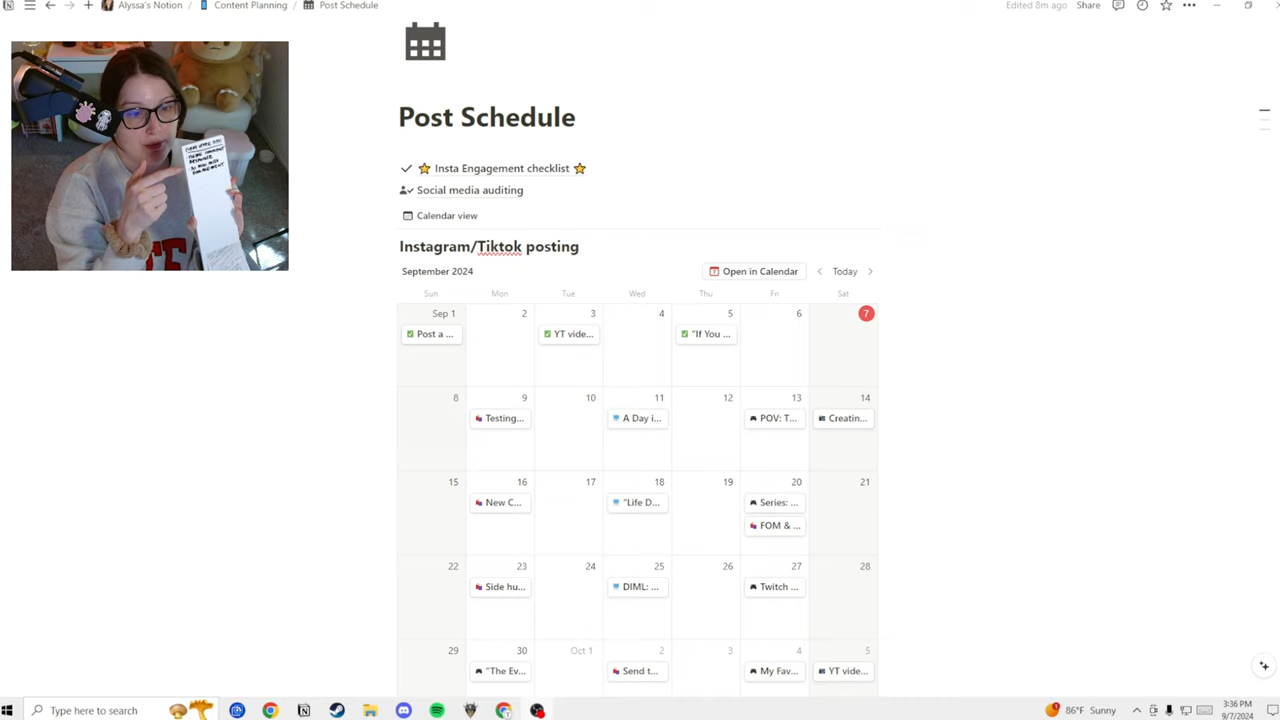 Alyssa's Notion / Content Planning / Post Schedule
Edited 8m ago Share
Post Schedule
Insta Engagement checklist
Social media auditing
Calendar view
Instagram/Tiktok posting
September 2024 Open in Calendar Today
Sun Mon Tue Wed Thu Fri Sat
Sep 1 2 3 4 5 6 7
Post a ... YT vide... "If You ...
8 9 10 11 12 13 14
Testing... A Day i... POV: T... Creatin...
15 16 17 18 19 20 21
New C... "Life D... Series: ...
FOM & ...
22 23 24 25 26 27 28
Side hu... DIML: ... Twitch ...
29 30 Oct 1 2 3 4 5
"The Ev... Send t... My Fav... YT vide...
Type here to search 86°F Sunny 3:36 PM
9/7/2024